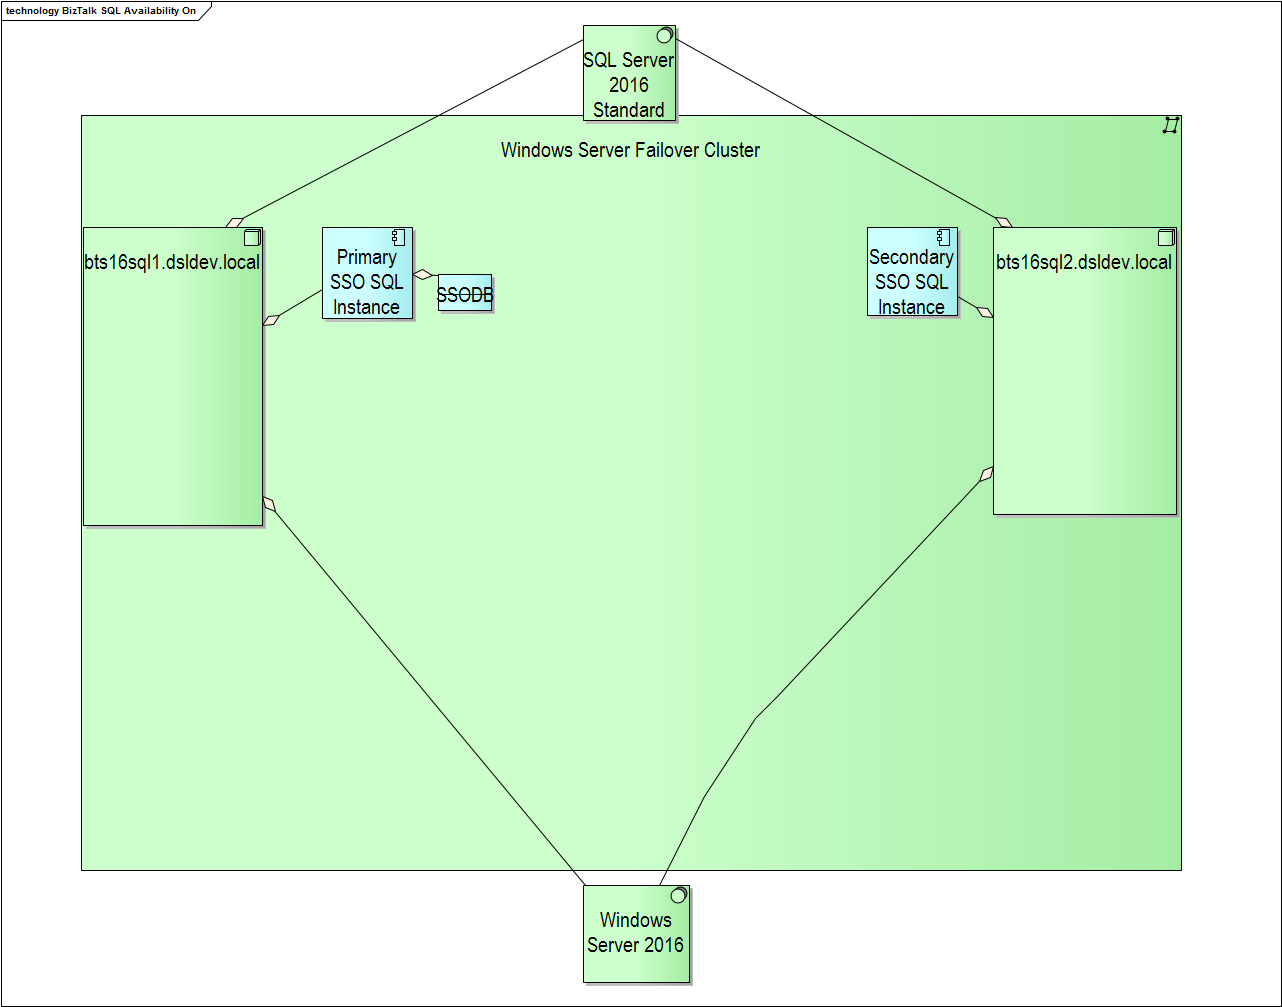 technology BizTalk SQL Availability On
SQL Server
2016
Standard
Windows Server Failover Cluster
bts16sql1.dsldev.local
Primary
SSO SQL
Instance
SSODB
Secondary
SSO SQL
Instance
bts16sql2.dsldev.local
Windows
Server 2016